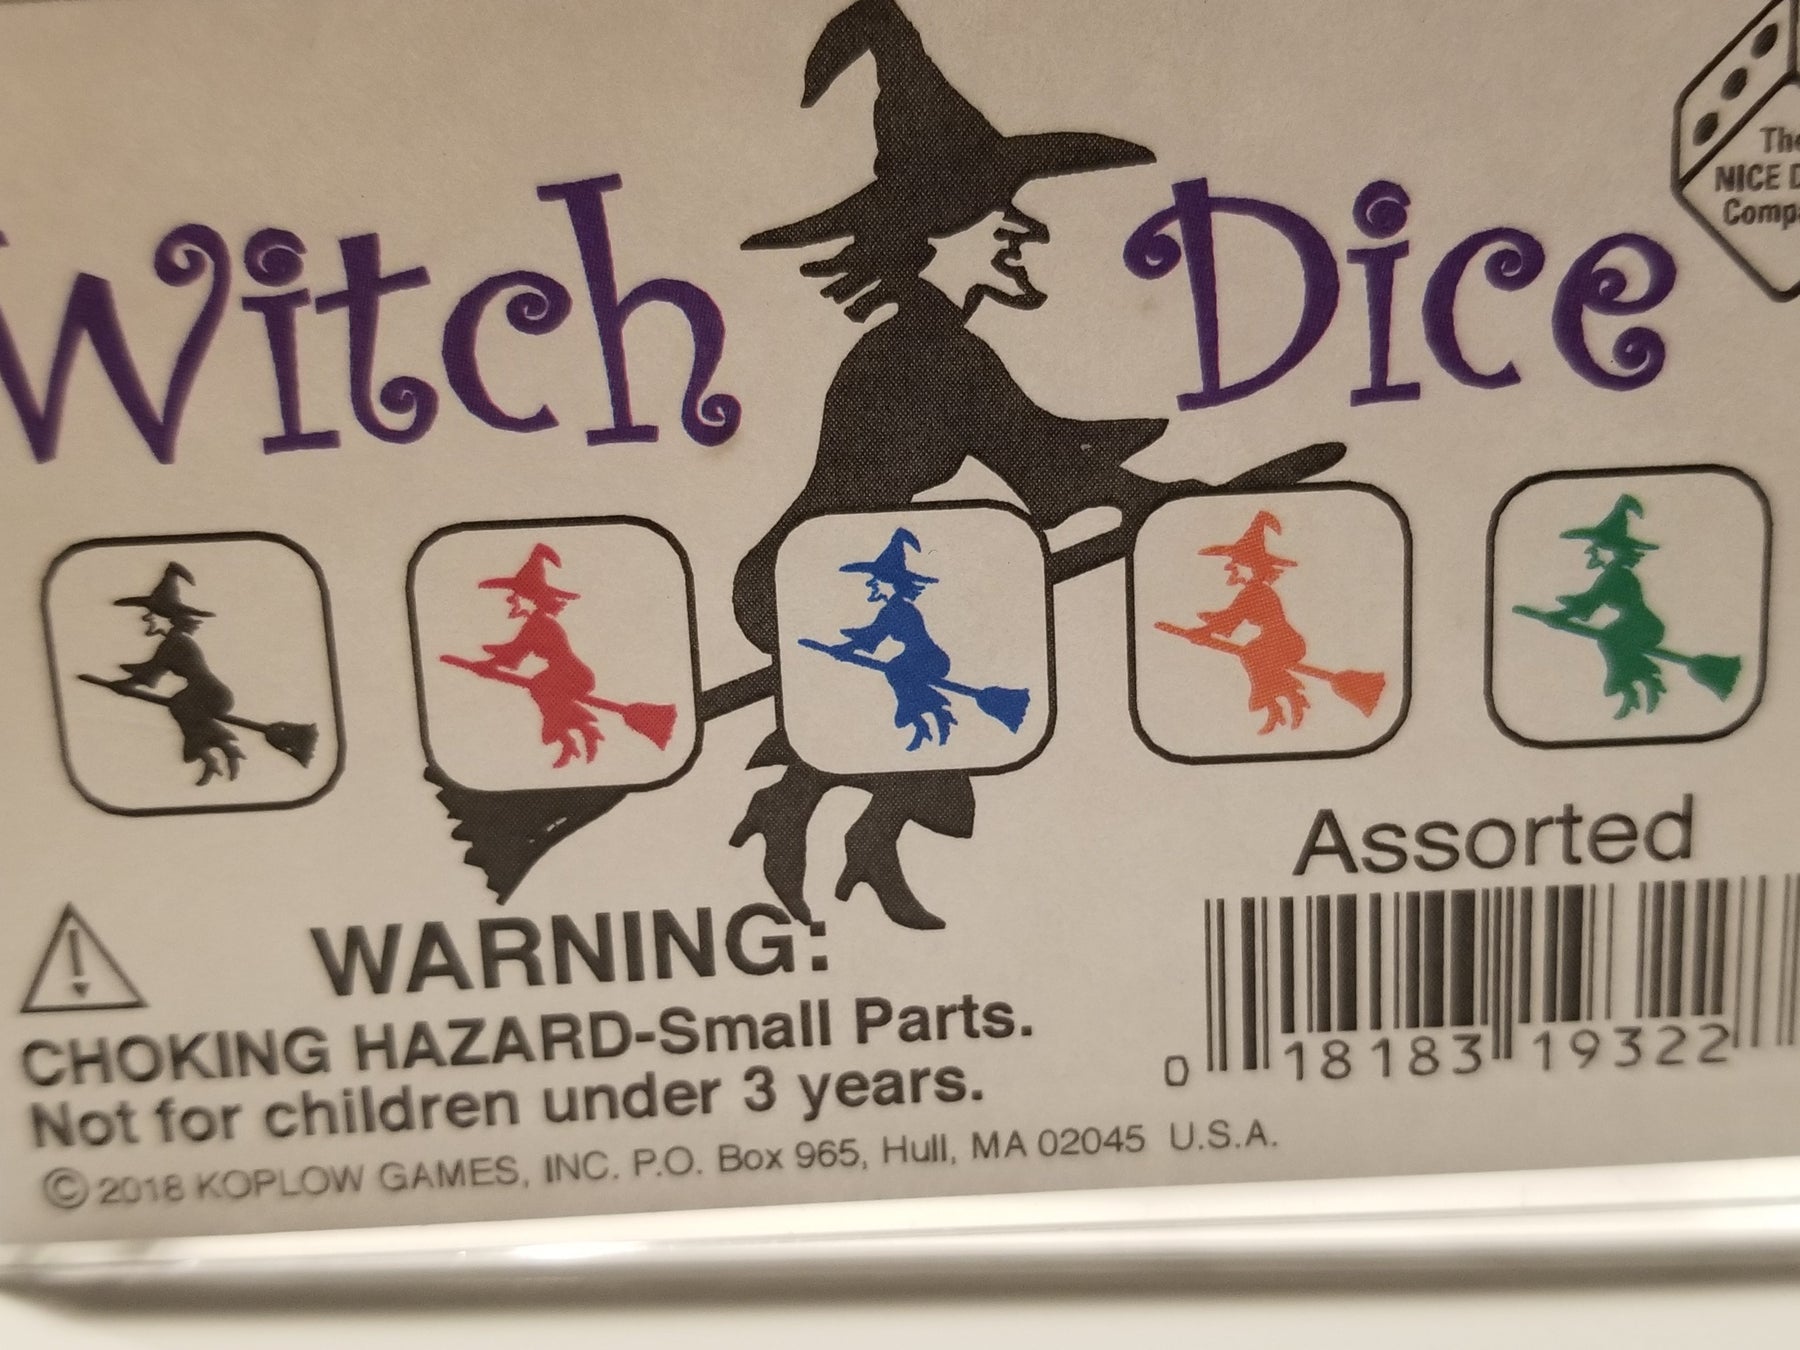 Witch Dice
The
NICE D
Compa
Assorted
WARNING:
CHOKING HAZARD-Small Parts.
Not for children under 3 years.
0 18183 19322
© 2018 KOPLOW GAMES, INC. P.O. Box 965, Hull, MA 02045 U.S.A.